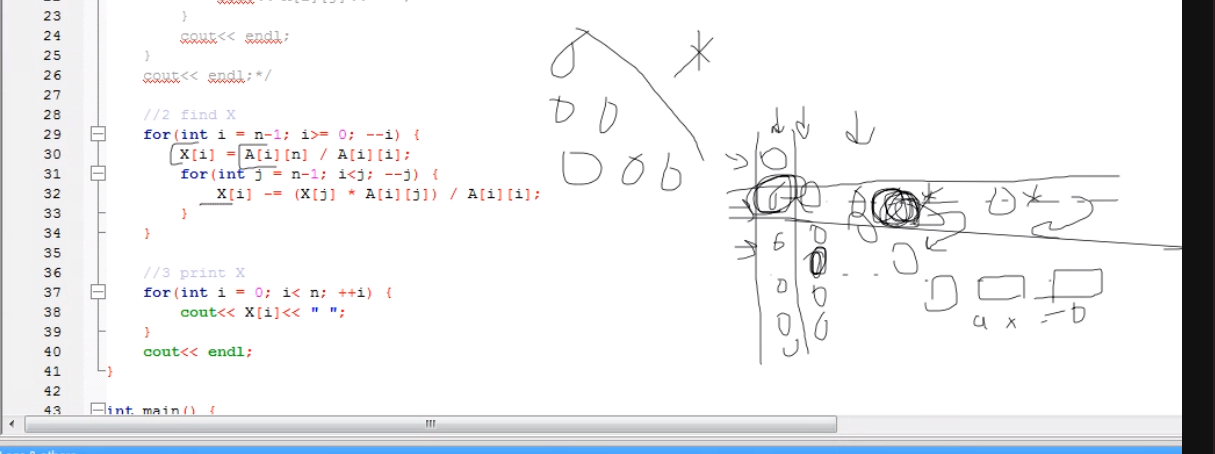 23 }
24 cout<< endl;
25 }
26 cout<< endl;*/
27
28 //2 find X
29 for(int i = n-1; i>= 0; --i) {
30 X[i] = A[i][n] / A[i][i];
31 for(int j = n-1; i<j; --j) {
32 X[i] -= (X[j] * A[i][j]) / A[i][i];
33 }
34 }
35
36 //3 print X
37 for(int i = 0; i< n; ++i) {
38 cout<< X[i]<< " ";
39 }
40 cout<< endl;
41 }
42
43 int main() {
a x = b